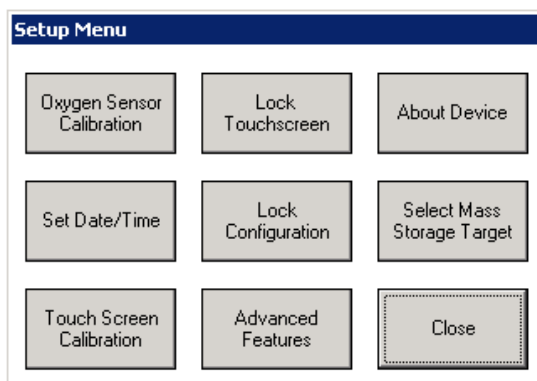 Setup Menu
Oxygen Sensor
Calibration
Lock
Touchscreen
About Device
Set Date/Time
Lock
Configuration
Select Mass
Storage Target
Touch Screen
Calibration
Advanced
Features
Close